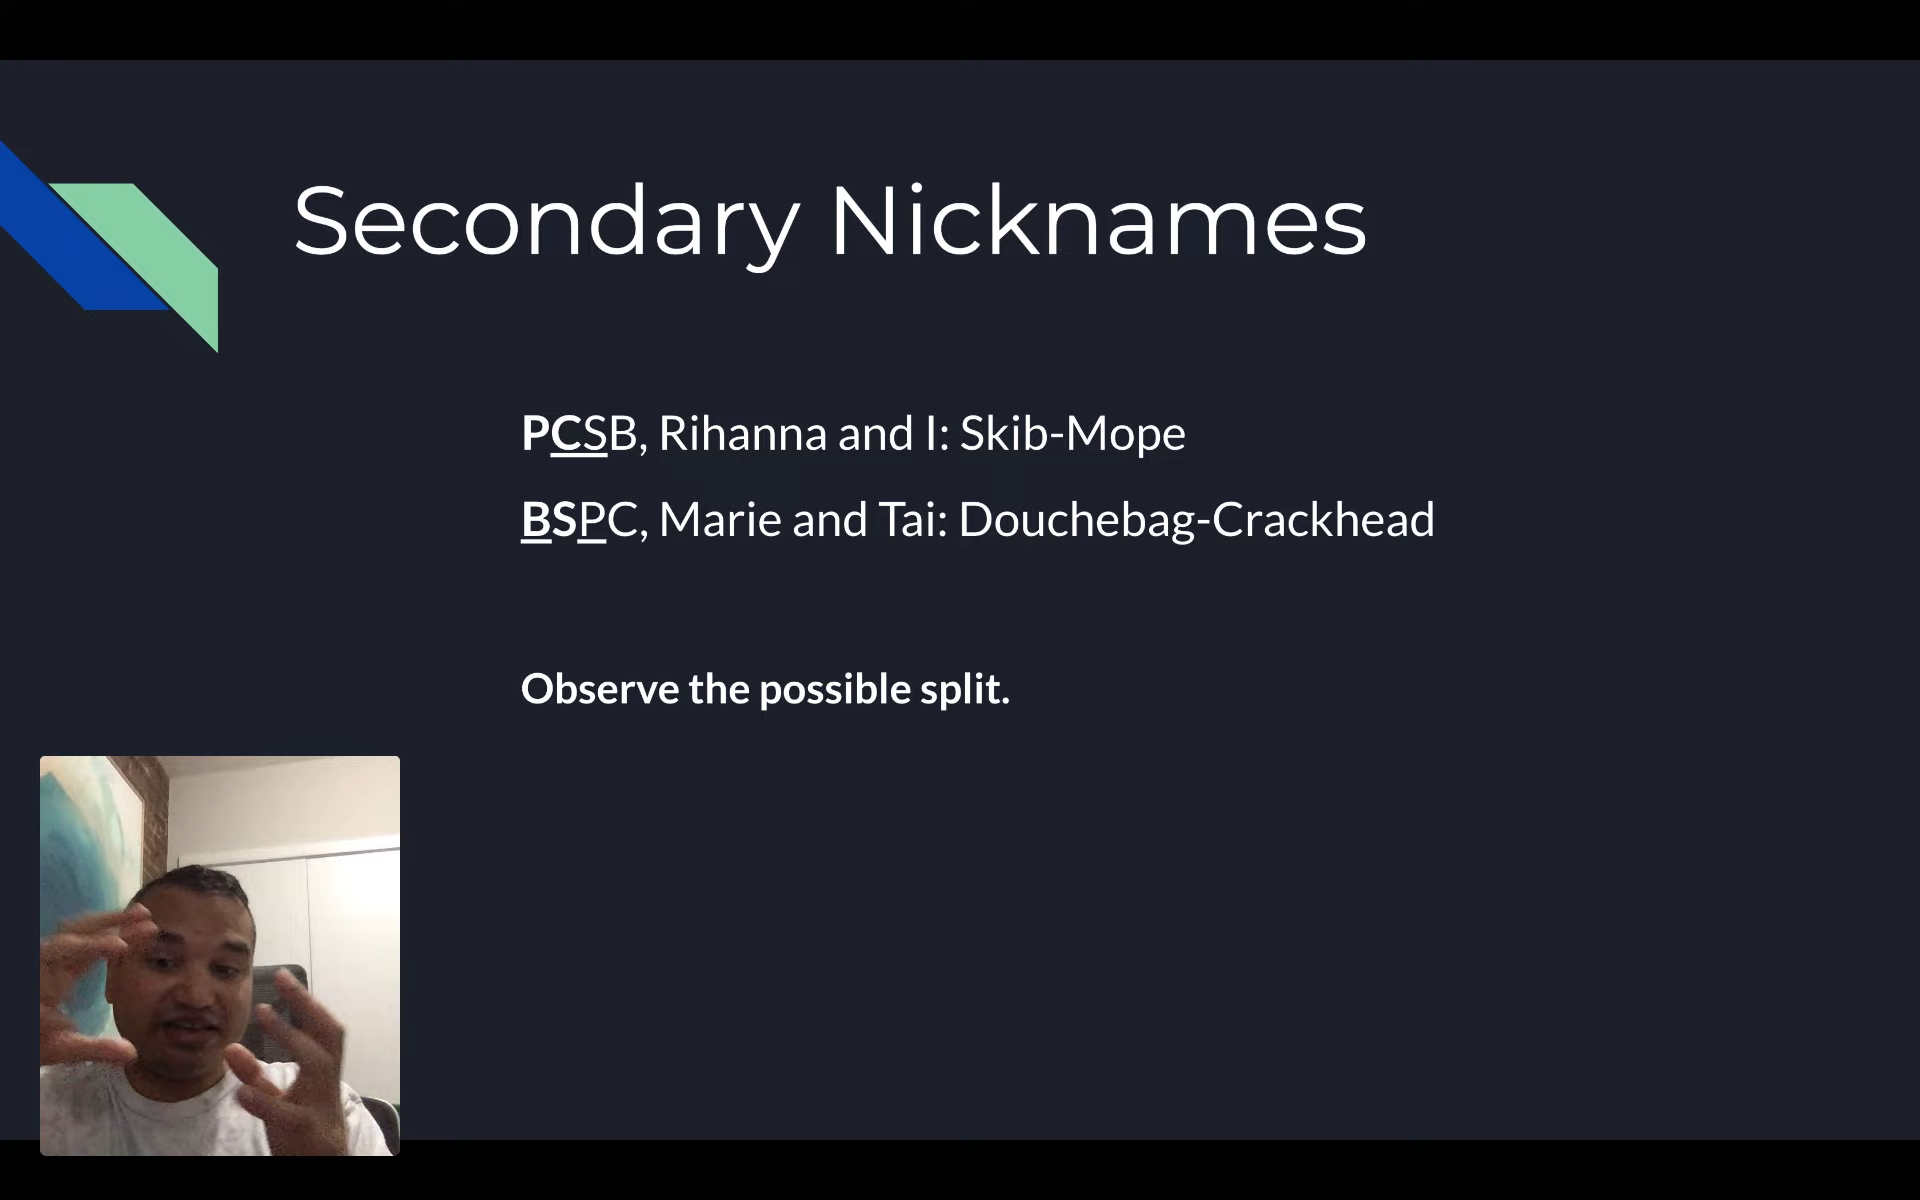 Secondary Nicknames
PCSB, Rihanna and I: Skib-Mope
BSPC, Marie and Tai: Douchebag-Crackhead
Observe the possible split.